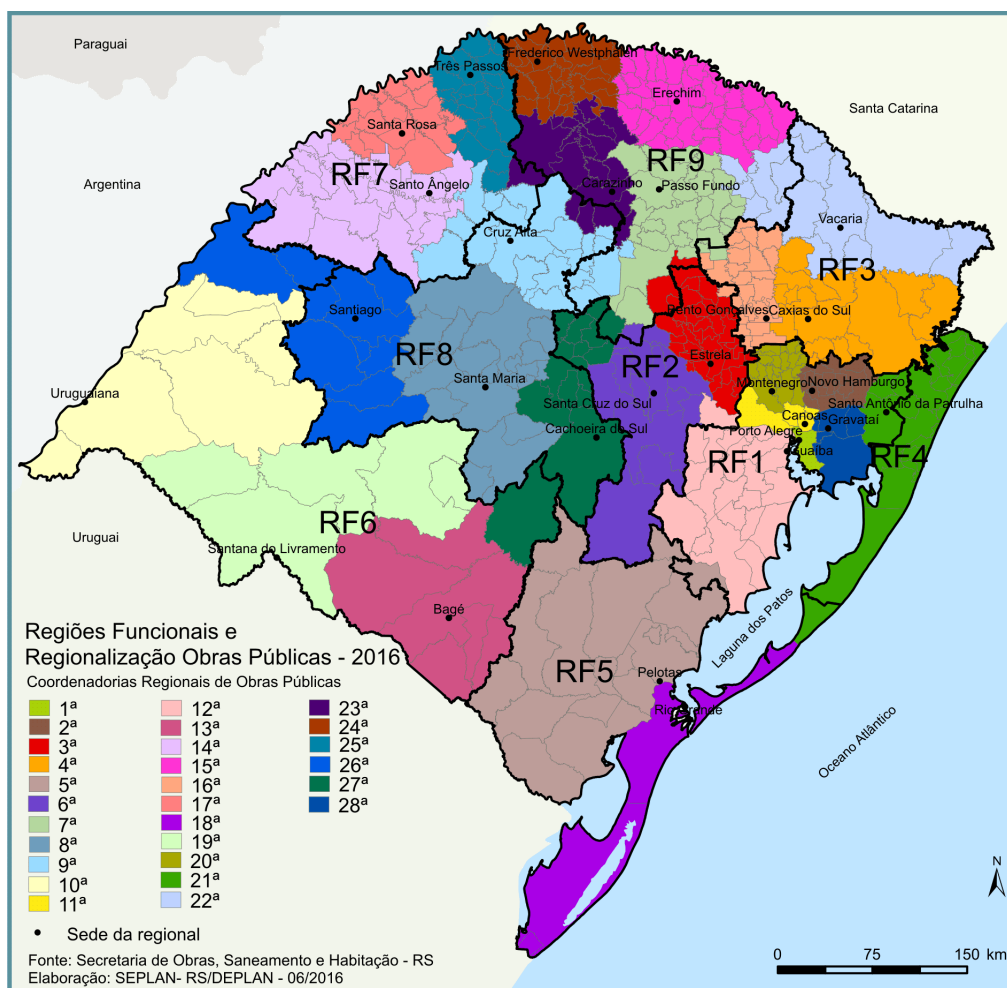 Paraguai
Frederico Westphalen
Três Passos
Erechim
Santa Catarina
Santa Rosa
RF9
RF7
Argentina
Santo Ângelo
Carazinho
Passo Fundo
Vacaria
Cruz Alta
RF3
Santiago
Bento Gonçalves
Caxias do Sul
RF8
Estrela
RF2
Santa Maria
Montenegro
Novo Hamburgo
Uruguaiana
Santa Cruz do Sul
Santo Antônio da Patrulha
Canoas
Gravataí
Cachoeira do Sul
Porto Alegre
Guaíba
RF4
RF1
RF6
Uruguai
Santana do Livramento
Bagé
Laguna dos Patos
RF5
Pelotas
Rio Grande
Oceano Atlântico
Regiões Funcionais e
Regionalização Obras Públicas - 2016
Coordenadorias Regionais de Obras Públicas
1ª
2ª
3ª
4ª
5ª
6ª
7ª
8ª
9ª
10ª
11ª
12ª
13ª
14ª
15ª
16ª
17ª
18ª
19ª
20ª
21ª
22ª
23ª
24ª
25ª
26ª
27ª
28ª
Sede da regional
Fonte: Secretaria de Obras, Saneamento e Habitação - RS
Elaboração: SEPLAN- RS/DEPLAN - 06/2016
N
0 75 150 km